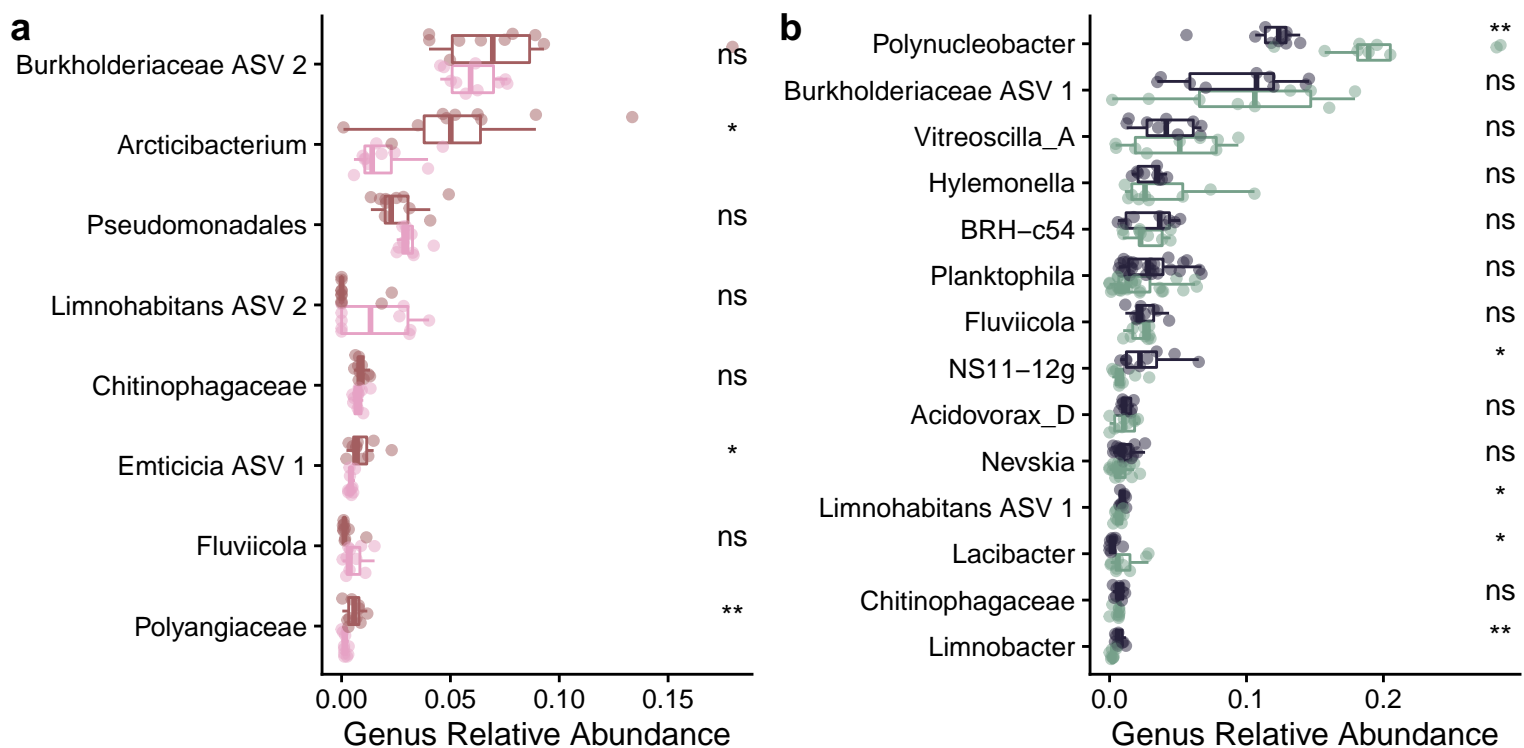 a
Burkholderiaceae ASV 2
ns
Arcticibacterium
*
Pseudomonadales
ns
Limnohabitans ASV 2
ns
Chitinophagaceae
ns
Emticicia ASV 1
*
Fluviicola
ns
Polyangiaceae
**
0.00 0.05 0.10 0.15
Genus Relative Abundance
b
Polynucleobacter
**
Burkholderiaceae ASV 1
ns
Vitreoscilla_A
ns
Hylemonella
ns
BRH−c54
ns
Planktophila
ns
Fluviicola
ns
NS11−12g
*
Acidovorax_D
ns
Nevskia
ns
Limnohabitans ASV 1
*
Lacibacter
*
Chitinophagaceae
ns
Limnobacter
**
0.0 0.1 0.2
Genus Relative Abundance